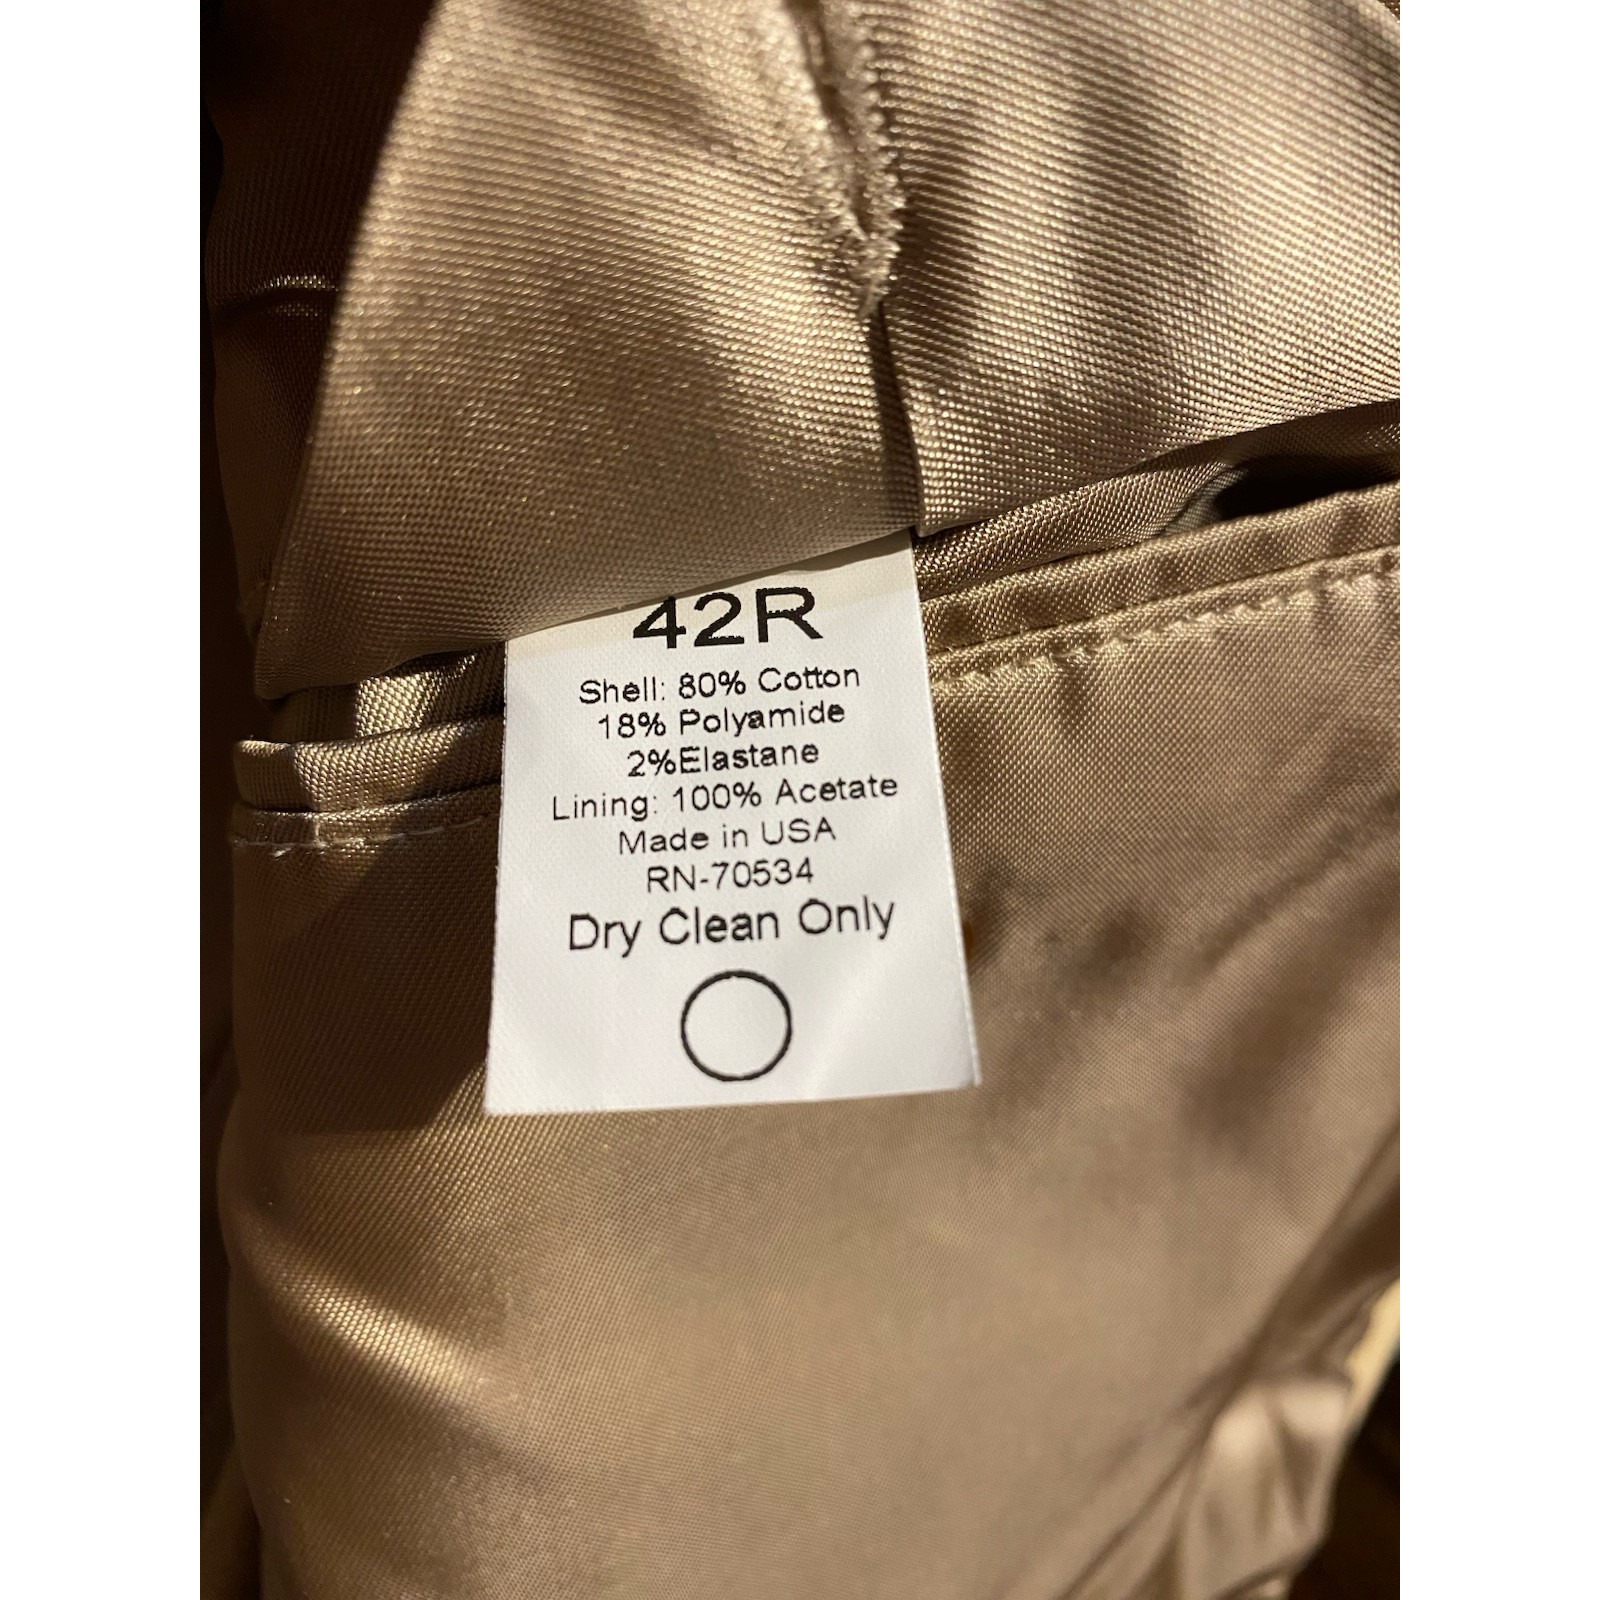 42R
Shell: 80% Cotton
18% Polyamide
2%Elastane
Lining: 100% Acetate
Made in USA
RN-70534
Dry Clean Only